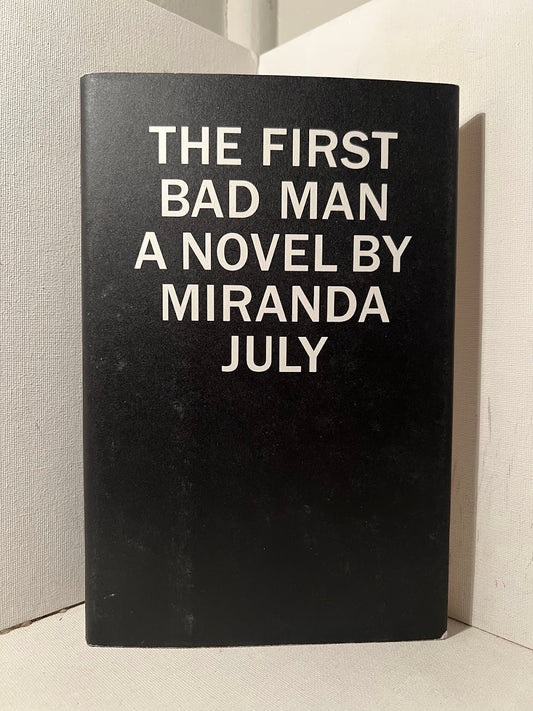 THE FIRST
BAD MAN
A NOVEL BY
MIRANDA
JULY